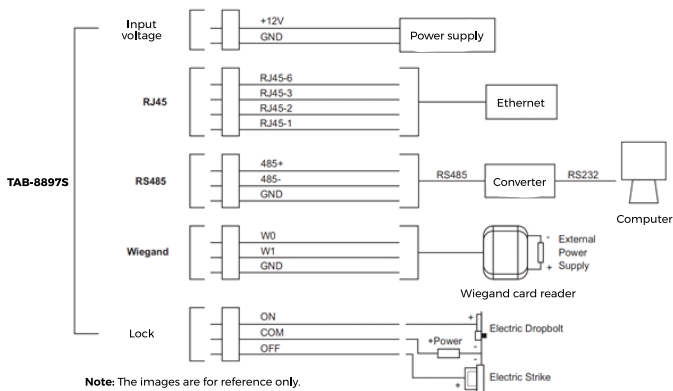 Input
voltage
+12V
GND
Power supply
RJ45
RJ45-6
RJ45-3
RJ45-2
RJ45-1
Ethernet
TAB-8897S
RS485
485+
485-
GND
RS485
Converter
RS232
Computer
Wiegand
W0
W1
GND
- External
Power
+ Supply
Wiegand card reader
Lock
ON
COM
OFF
+
Electric Dropbolt
+Power
-
-
Electric Strike
+
Note: The images are for reference only.